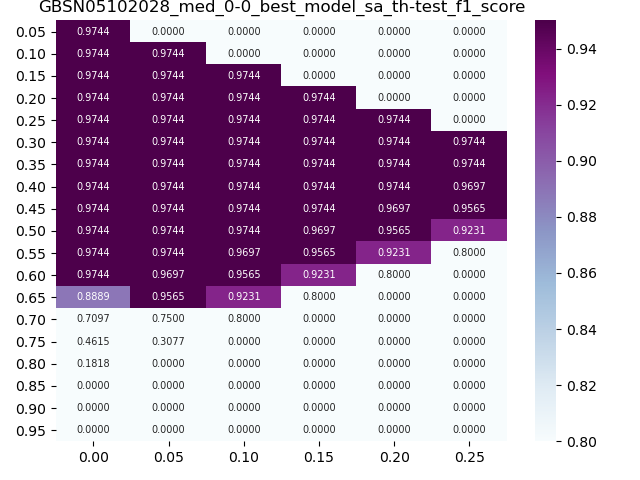 GBSN05102028_med_0-0_best_model_sa_th-test_f1_score
0.05 0.9744 0.0000 0.0000 0.0000 0.0000 0.0000
0.10 0.9744 0.9744 0.0000 0.0000 0.0000 0.0000
0.15 0.9744 0.9744 0.9744 0.0000 0.0000 0.0000
0.20 0.9744 0.9744 0.9744 0.9744 0.0000 0.0000
0.25 0.9744 0.9744 0.9744 0.9744 0.9744 0.0000
0.30 0.9744 0.9744 0.9744 0.9744 0.9744 0.9744
0.35 0.9744 0.9744 0.9744 0.9744 0.9744 0.9744
0.40 0.9744 0.9744 0.9744 0.9744 0.9744 0.9697
0.45 0.9744 0.9744 0.9744 0.9744 0.9697 0.9565
0.50 0.9744 0.9744 0.9744 0.9697 0.9565 0.9231
0.55 0.9744 0.9744 0.9697 0.9565 0.9231 0.8000
0.60 0.9744 0.9697 0.9565 0.9231 0.8000 0.0000
0.65 0.8889 0.9565 0.9231 0.8000 0.0000 0.0000
0.70 0.7097 0.7500 0.8000 0.0000 0.0000 0.0000
0.75 0.4615 0.3077 0.0000 0.0000 0.0000 0.0000
0.80 0.1818 0.0000 0.0000 0.0000 0.0000 0.0000
0.85 0.0000 0.0000 0.0000 0.0000 0.0000 0.0000
0.90 0.0000 0.0000 0.0000 0.0000 0.0000 0.0000
0.95 0.0000 0.0000 0.0000 0.0000 0.0000 0.0000
0.00 0.05 0.10 0.15 0.20 0.25
0.94
0.92
0.90
0.88
0.86
0.84
0.82
0.80